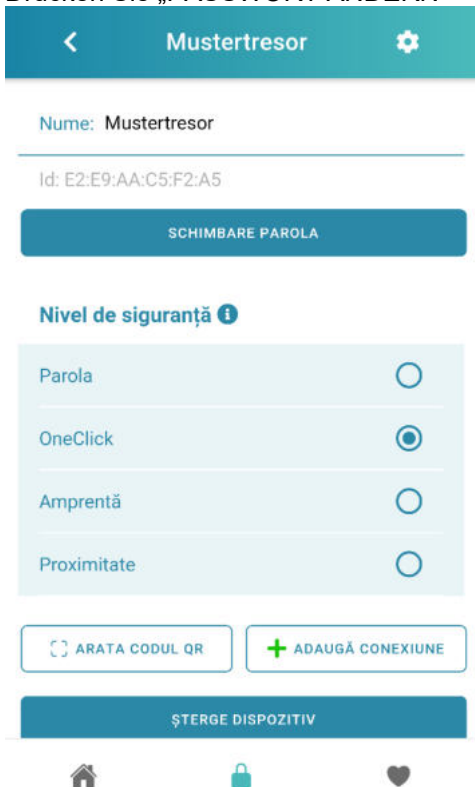 Mustertresor
Nume: Mustertresor
Id: E2:E9:AA:C5:F2:A5
SCHIMBARE PAROLA
Nivel de siguranță
Parola
OneClick
Amprentă
Proximitate
ARATA CODUL QR
ADAUGĂ CONEXIUNE
ȘTERGE DISPOZITIV